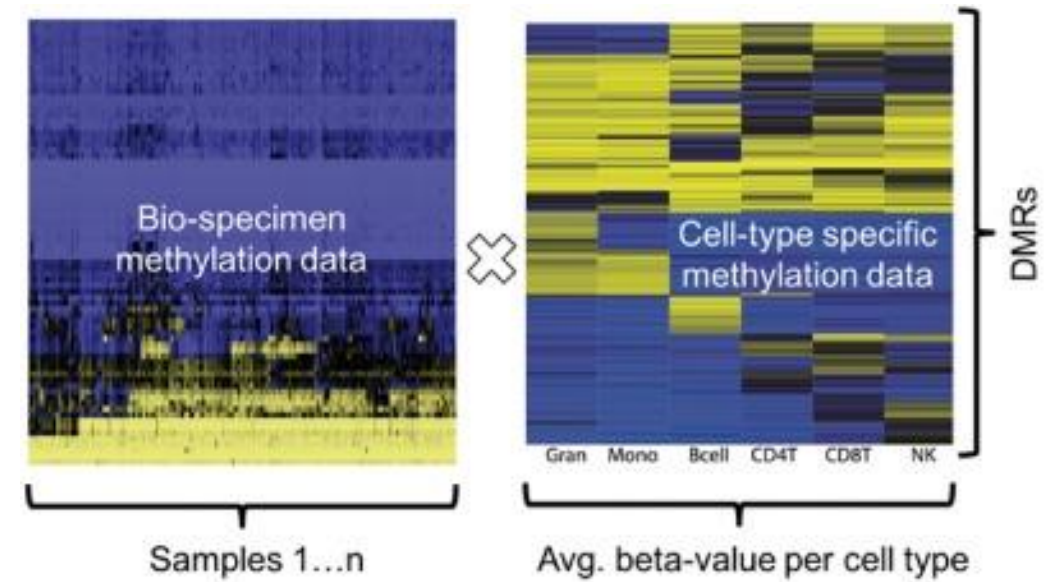 Bio-specimen
methylation data
Cell-type specific
methylation data
DMRs
Gran Mono Bcell CD4T CD8T NK
Samples 1...n
Avg. beta-value per cell type